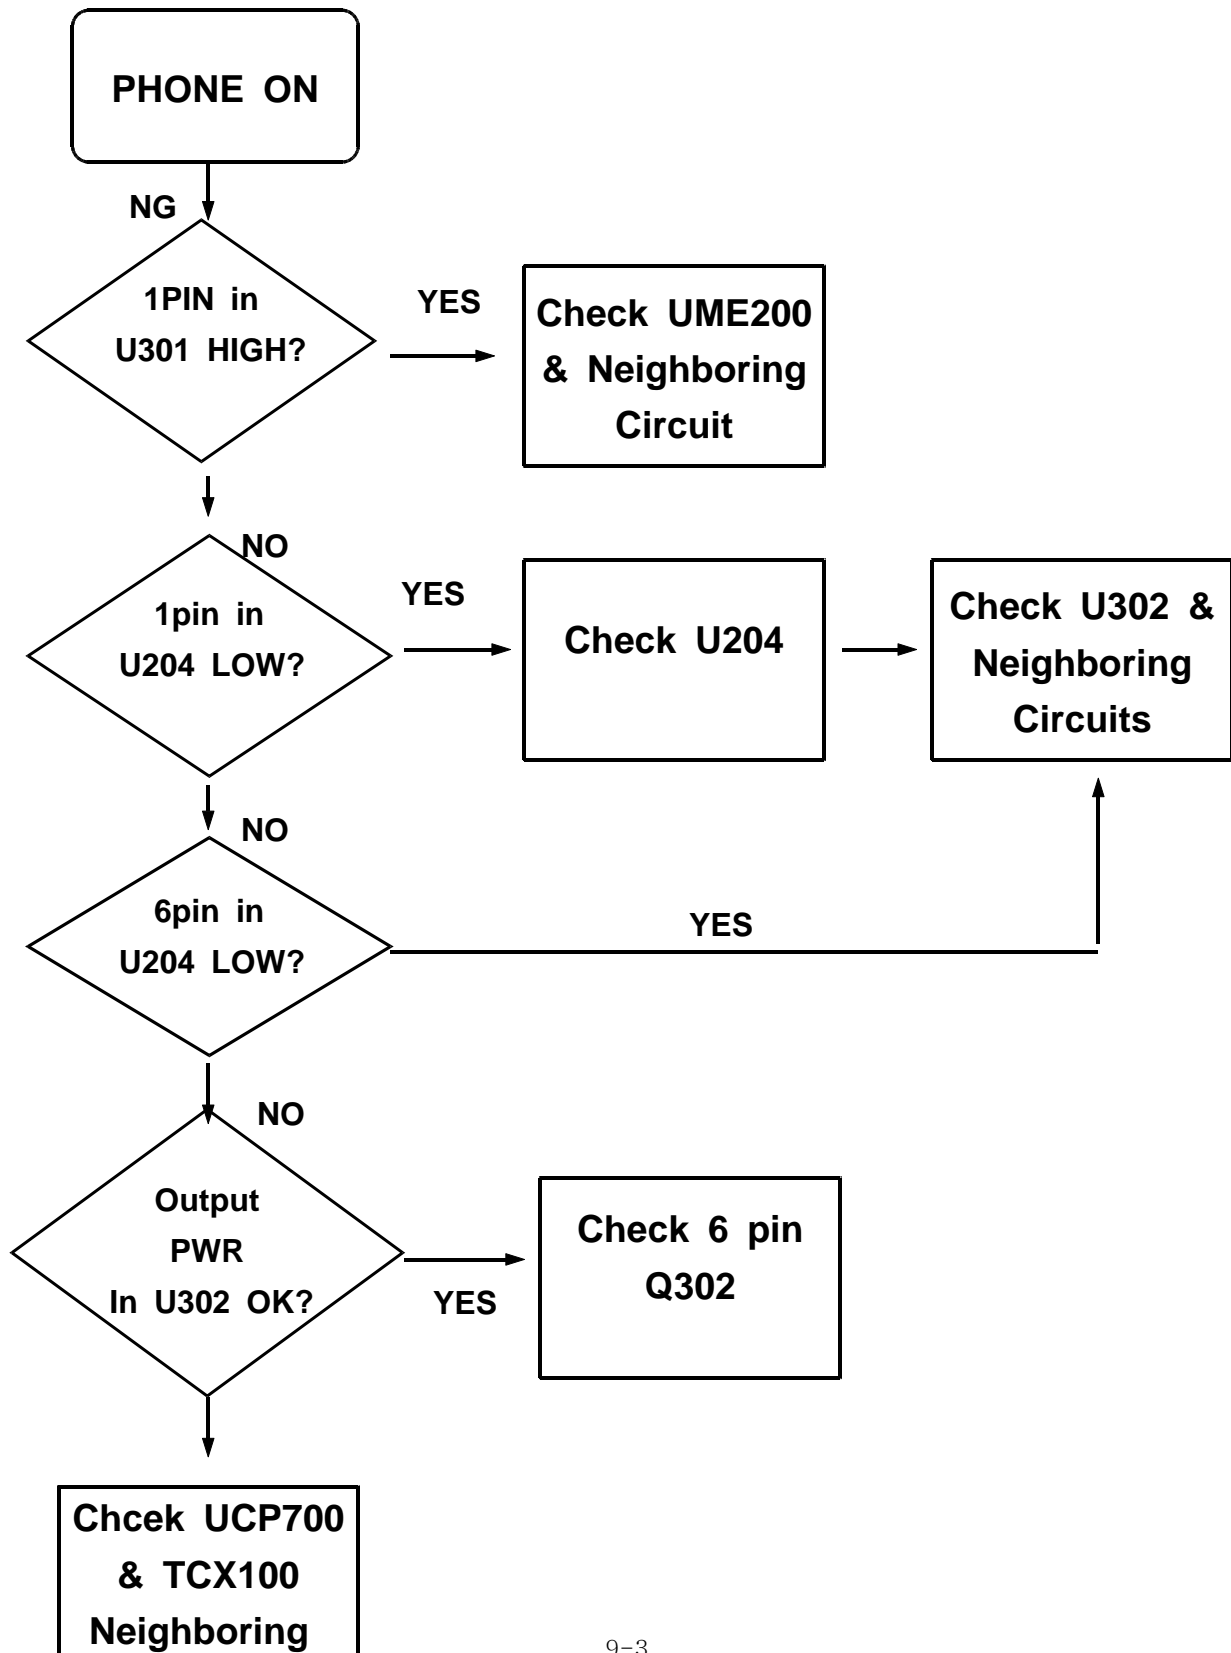 PHONE ON
NG
1PIN in
U301 HIGH?
YES
Check UME200
& Neighboring
Circuit
NO
1pin in
U204 LOW?
YES
Check U204
Check U302 &
Neighboring
Circuits
NO
6pin in
U204 LOW?
YES
NO
Output
PWR
In U302 OK?
YES
Check 6 pin
Q302
Chcek UCP700
& TCX100
Neighboring
9-3